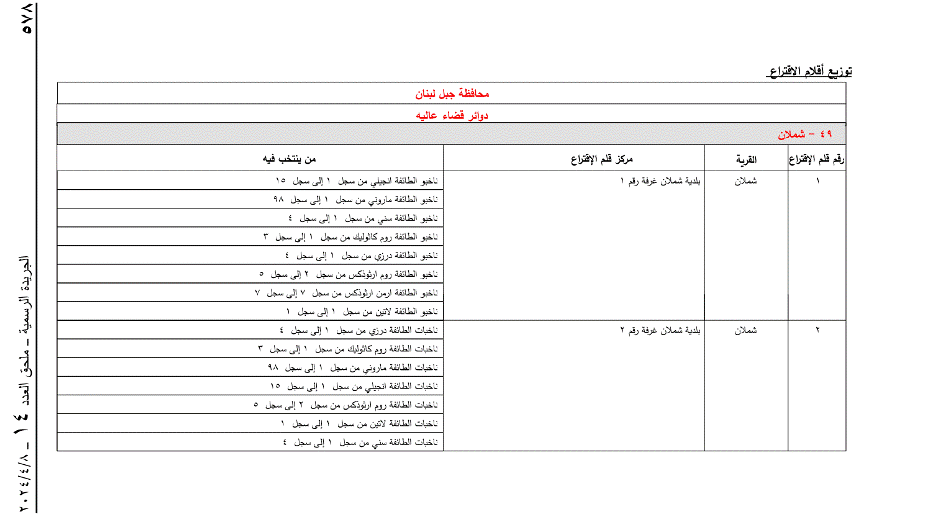 ٥٧٨
توزيع أقلام الاقتراع
محافظة جبل لبنان
دوائر قضاء عاليه
٤٩ - شملان
رقم قلم الإقتراع القرية مركز قلم الإقتراع من ينتخب فيه
١ شملان بلدية شملان غرفة رقم ١ ناخبو الطائفة انجيلي من سجل ١ إلى سجل ١٥
ناخبو الطائفة ماروني من سجل ١ إلى سجل ٩٨
ناخبو الطائفة سني من سجل ١ إلى سجل ٤
ناخبو الطائفة روم كاثوليك من سجل ١ إلى سجل ٣
ناخبو الطائفة درزي من سجل ١ إلى سجل ٤
ناخبو الطائفة روم ارثوذكس من سجل ٢ إلى سجل ٥
ناخبو الطائفة ارمن ارثوذكس من سجل ٧ إلى سجل ٧
ناخبو الطائفة لاتين من سجل ١ إلى سجل ١
٢ شملان بلدية شملان غرفة رقم ٢ ناخبات الطائفة درزي من سجل ١ إلى سجل ٤
ناخبات الطائفة روم كاثوليك من سجل ١ إلى سجل ٣
ناخبات الطائفة ماروني من سجل ١ إلى سجل ٩٨
ناخبات الطائفة انجيلي من سجل ١ إلى سجل ١٥
ناخبات الطائفة روم ارثوذكس من سجل ٢ إلى سجل ٥
ناخبات الطائفة لاتين من سجل ١ إلى سجل ١
ناخبات الطائفة سني من سجل ١ إلى سجل ٤
الجريدة الرسمية – ملحق العدد ١٤ – ٢٠٢٤/٤/٨